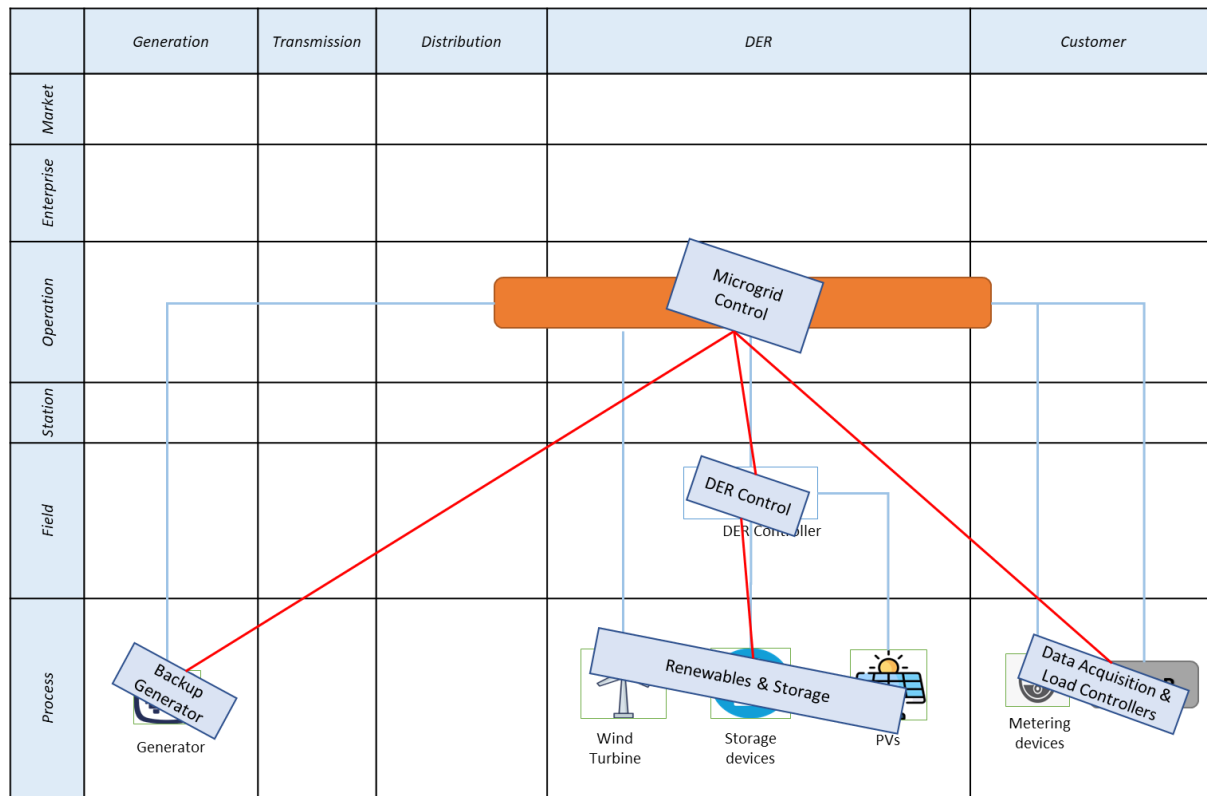 Generation
Transmission
Distribution
DER
Customer
Market
Enterprise
Operation
Microgrid
Control
Station
Field
DER Control
DER Controller
Process
Backup
Generator
Renewables & Storage
Data Acquisition &
Load Controllers
Generator
Wind
Turbine
Storage
devices
PVs
Metering
devices